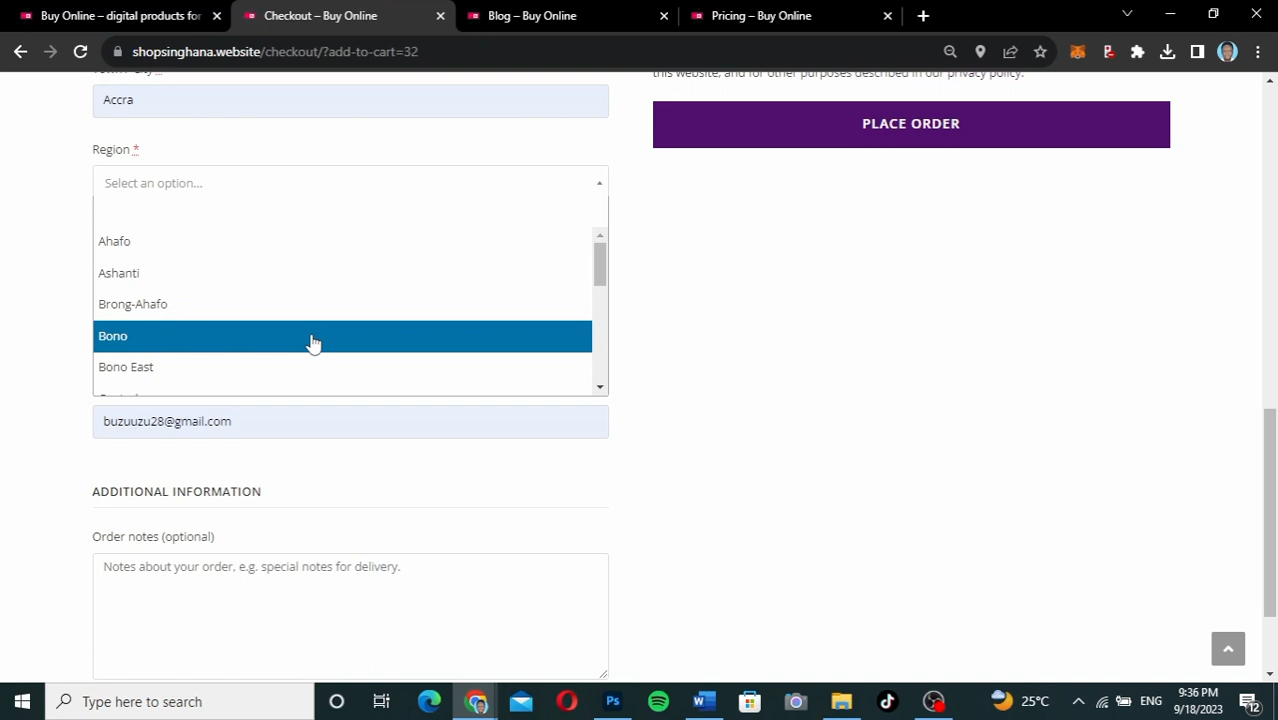 Buy Online – digital products for
Checkout – Buy Online
Blog – Buy Online
Pricing – Buy Online
shopsinghana.website/checkout/?add-to-cart=32
this website, and for other purposes described in our privacy policy.
Accra
PLACE ORDER
Region *
Select an option...
Ahafo
Ashanti
Brong-Ahafo
Bono
Bono East
buzuuzu28@gmail.com
ADDITIONAL INFORMATION
Order notes (optional)
Notes about your order, e.g. special notes for delivery.
Type here to search
25°C
ENG
9:36 PM
9/18/2023
12